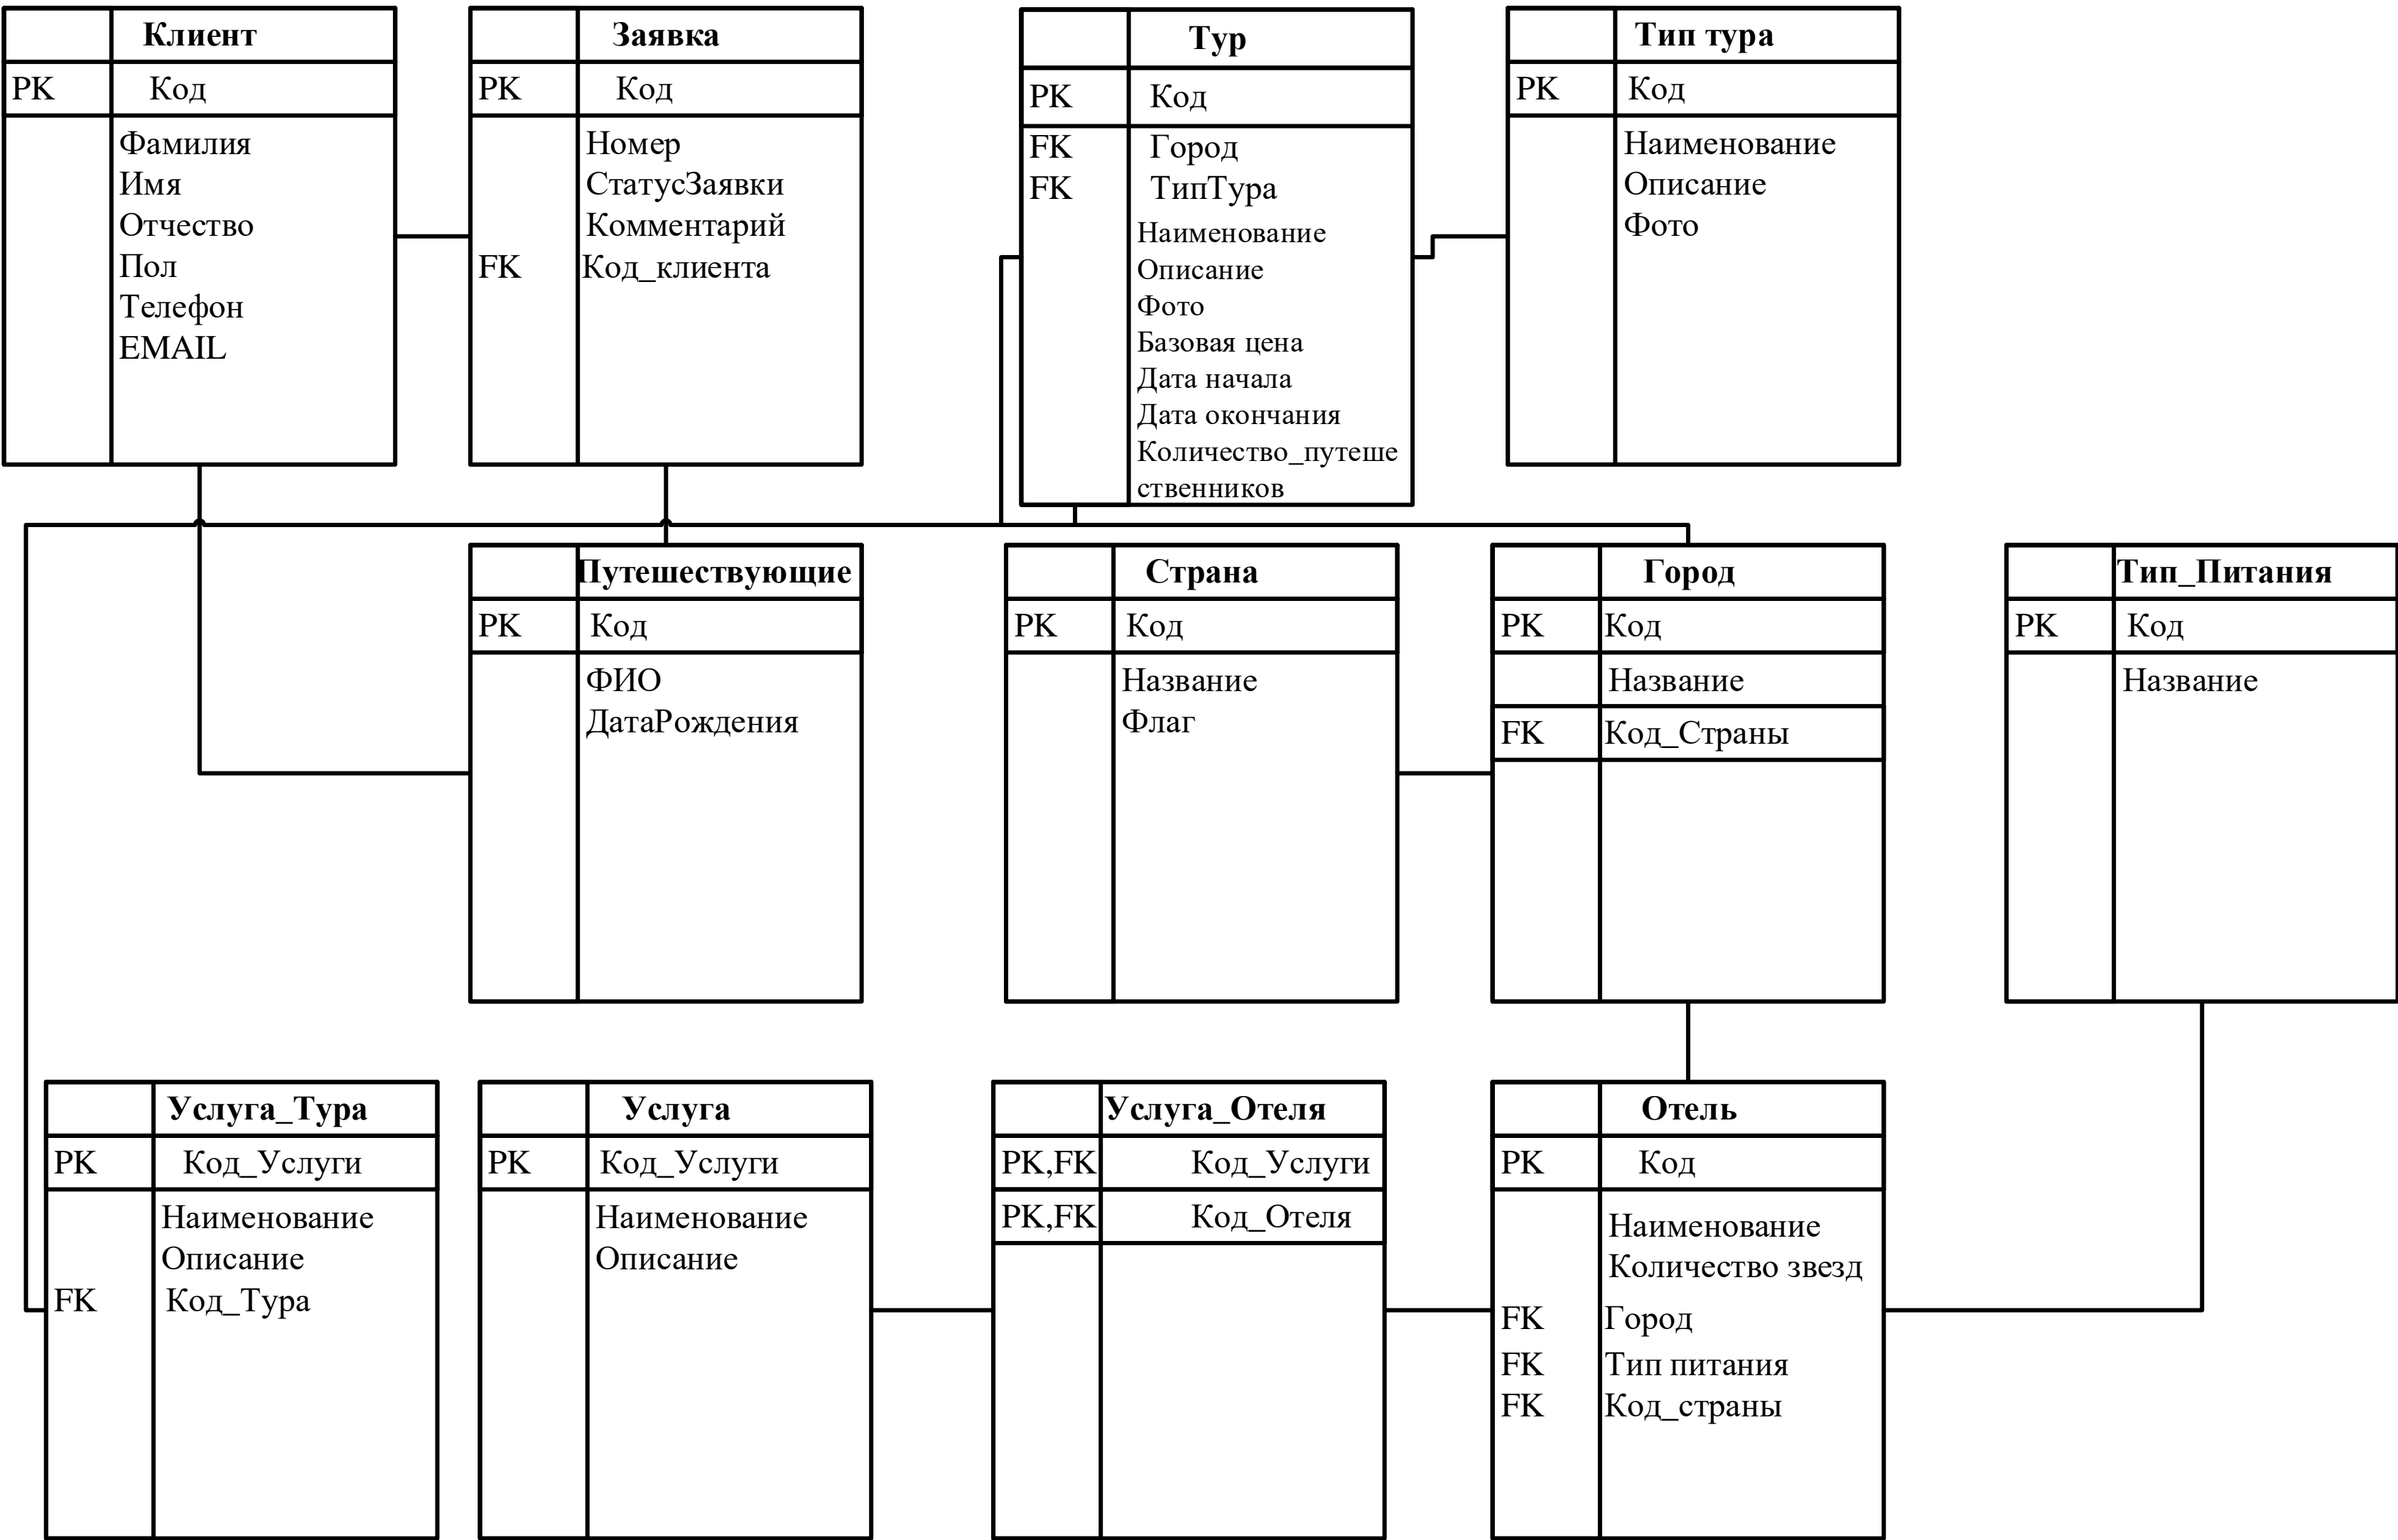 Клиент
PK Код
Фамилия
Имя
Отчество
Пол
Телефон
EMAIL
Заявка
PK Код
Номер
СтатусЗаявки
Комментарий
FK Код_клиента
Тур
PK Код
FK Город
FK ТипТура
Наименование
Описание
Фото
Базовая цена
Дата начала
Дата окончания
Количество_путеше
ственников
Тип тура
PK Код
Наименование
Описание
Фото
Путешествующие
PK Код
ФИО
ДатаРождения
Страна
PK Код
Название
Флаг
Город
PK Код
Название
FK Код_Страны
Тип_Питания
PK Код
Название
Услуга_Тура
PK Код_Услуги
Наименование
Описание
FK Код_Тура
Услуга
PK Код_Услуги
Наименование
Описание
Услуга_Отеля
PK,FK Код_Услуги
PK,FK Код_Отеля
Отель
PK Код
Наименование
Количество звезд
FK Город
FK Тип питания
FK Код_страны